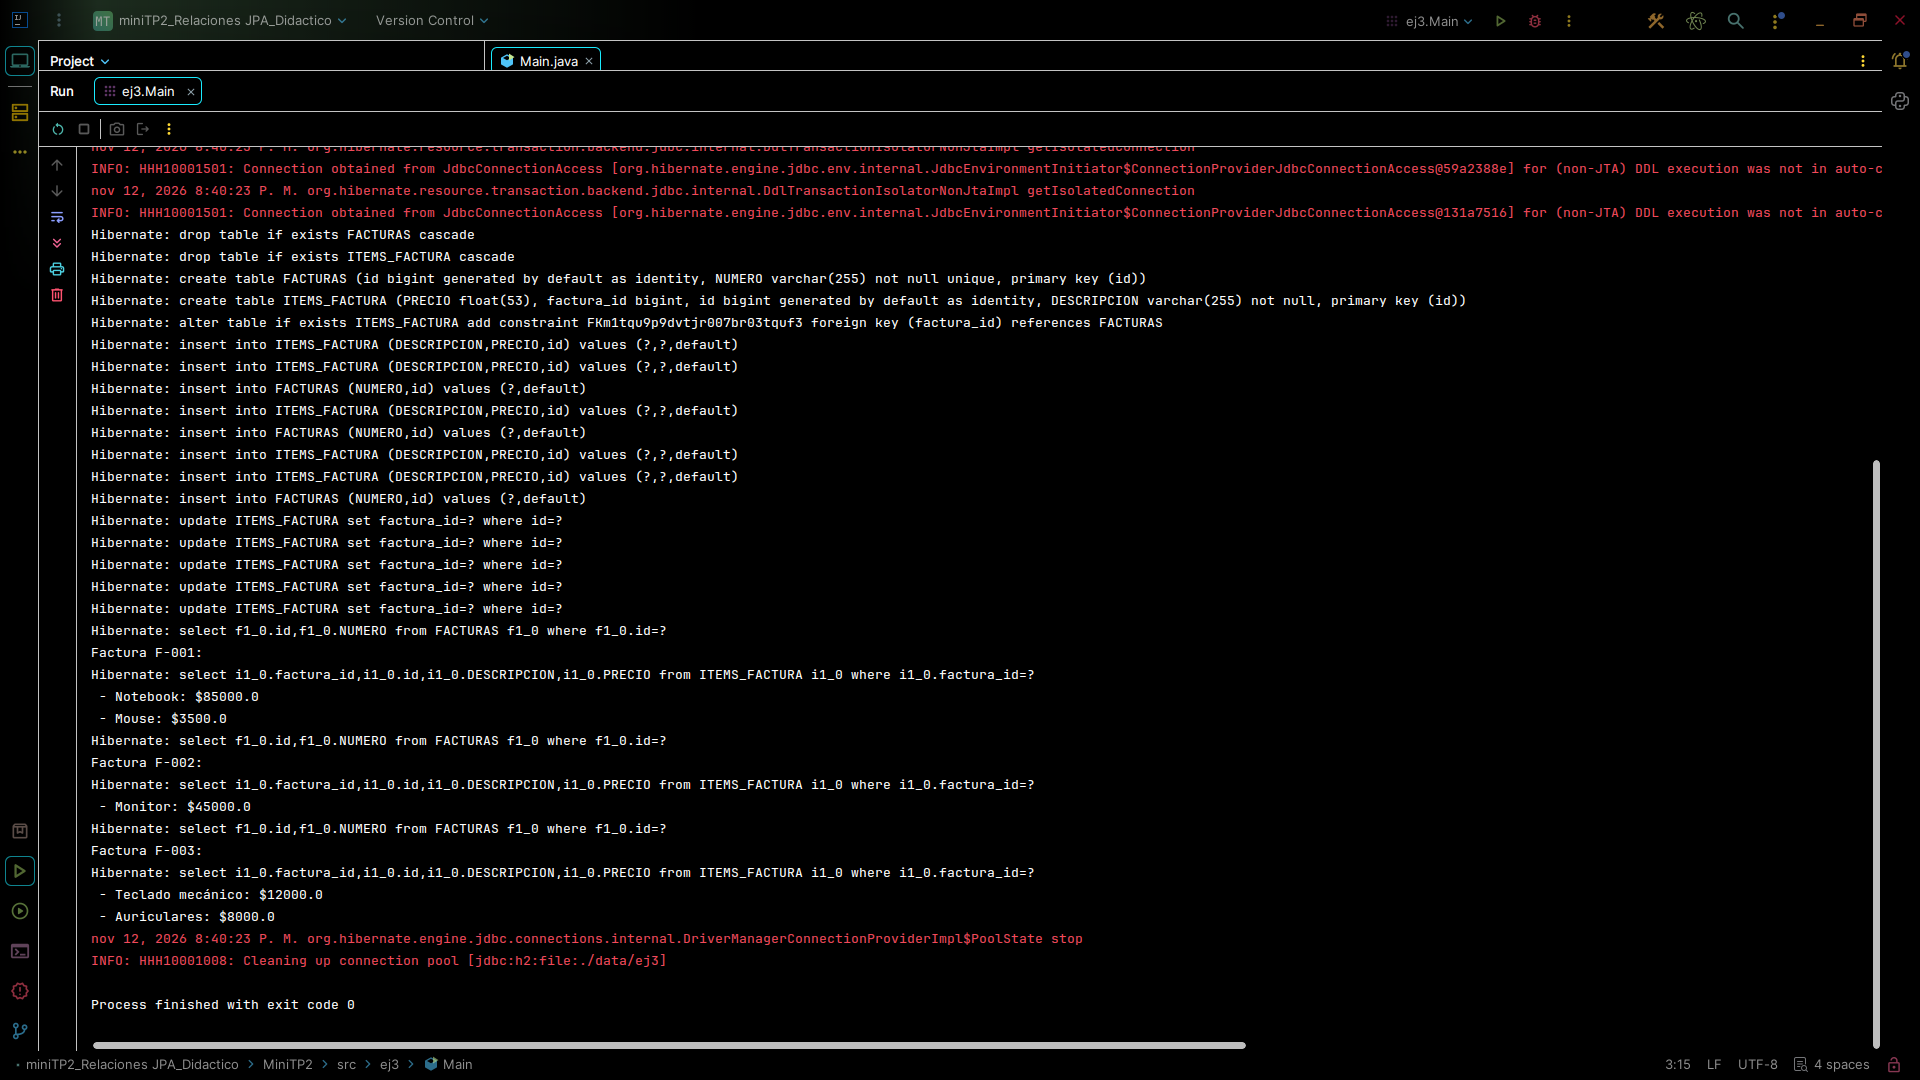 MT miniTP2_Relaciones JPA_Didactico
Version Control
ej3.Main
Project
Main.java
Run
ej3.Main
nov 12, 2026 8:40:23 P. M. org.hibernate.resource.transaction.backend.jdbc.internal.DdlTransactionIsolatorNonJtaImpl getIsolatedConnection
INFO: HHH10001501: Connection obtained from JdbcConnectionAccess [org.hibernate.engine.jdbc.env.internal.JdbcEnvironmentInitiator$ConnectionProviderJdbcConnectionAccess@59a2388e] for (non-JTA) DDL execution was not in auto-c
nov 12, 2026 8:40:23 P. M. org.hibernate.resource.transaction.backend.jdbc.internal.DdlTransactionIsolatorNonJtaImpl getIsolatedConnection
INFO: HHH10001501: Connection obtained from JdbcConnectionAccess [org.hibernate.engine.jdbc.env.internal.JdbcEnvironmentInitiator$ConnectionProviderJdbcConnectionAccess@131a7516] for (non-JTA) DDL execution was not in auto-c
Hibernate: drop table if exists FACTURAS cascade
Hibernate: drop table if exists ITEMS_FACTURA cascade
Hibernate: create table FACTURAS (id bigint generated by default as identity, NUMERO varchar(255) not null unique, primary key (id))
Hibernate: create table ITEMS_FACTURA (PRECIO float(53), factura_id bigint, id bigint generated by default as identity, DESCRIPCION varchar(255) not null, primary key (id))
Hibernate: alter table if exists ITEMS_FACTURA add constraint FKm1tqu9p9dvtjr007br03tquf3 foreign key (factura_id) references FACTURAS
Hibernate: insert into ITEMS_FACTURA (DESCRIPCION,PRECIO,id) values (?,?,default)
Hibernate: insert into ITEMS_FACTURA (DESCRIPCION,PRECIO,id) values (?,?,default)
Hibernate: insert into FACTURAS (NUMERO,id) values (?,default)
Hibernate: insert into ITEMS_FACTURA (DESCRIPCION,PRECIO,id) values (?,?,default)
Hibernate: insert into FACTURAS (NUMERO,id) values (?,default)
Hibernate: insert into ITEMS_FACTURA (DESCRIPCION,PRECIO,id) values (?,?,default)
Hibernate: insert into ITEMS_FACTURA (DESCRIPCION,PRECIO,id) values (?,?,default)
Hibernate: insert into FACTURAS (NUMERO,id) values (?,default)
Hibernate: update ITEMS_FACTURA set factura_id=? where id=?
Hibernate: update ITEMS_FACTURA set factura_id=? where id=?
Hibernate: update ITEMS_FACTURA set factura_id=? where id=?
Hibernate: update ITEMS_FACTURA set factura_id=? where id=?
Hibernate: update ITEMS_FACTURA set factura_id=? where id=?
Hibernate: select f1_0.id,f1_0.NUMERO from FACTURAS f1_0 where f1_0.id=?
Factura F-001:
Hibernate: select i1_0.factura_id,i1_0.id,i1_0.DESCRIPCION,i1_0.PRECIO from ITEMS_FACTURA i1_0 where i1_0.factura_id=?
 - Notebook: $85000.0
 - Mouse: $3500.0
Hibernate: select f1_0.id,f1_0.NUMERO from FACTURAS f1_0 where f1_0.id=?
Factura F-002:
Hibernate: select i1_0.factura_id,i1_0.id,i1_0.DESCRIPCION,i1_0.PRECIO from ITEMS_FACTURA i1_0 where i1_0.factura_id=?
 - Monitor: $45000.0
Hibernate: select f1_0.id,f1_0.NUMERO from FACTURAS f1_0 where f1_0.id=?
Factura F-003:
Hibernate: select i1_0.factura_id,i1_0.id,i1_0.DESCRIPCION,i1_0.PRECIO from ITEMS_FACTURA i1_0 where i1_0.factura_id=?
 - Teclado mecánico: $12000.0
 - Auriculares: $8000.0
nov 12, 2026 8:40:23 P. M. org.hibernate.engine.jdbc.connections.internal.DriverManagerConnectionProviderImpl$PoolState stop
INFO: HHH10001008: Cleaning up connection pool [jdbc:h2:file:./data/ej3]
Process finished with exit code 0
miniTP2_Relaciones JPA_Didactico > MiniTP2 > src > ej3 > Main
3:15 LF UTF-8 4 spaces